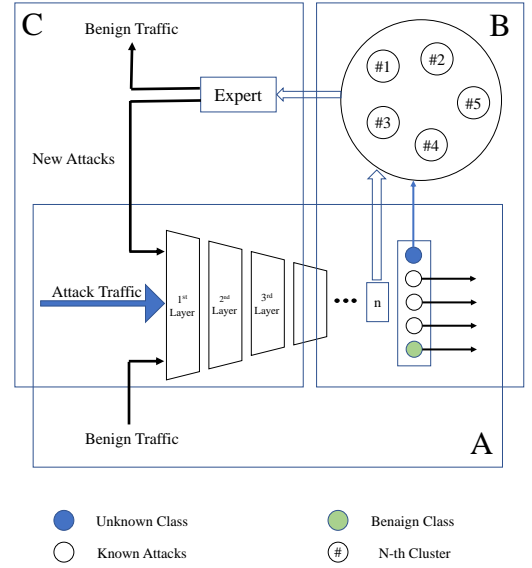 C
B
Benign Traffic
#1
#2
Expert
#5
#3
#4
New Attacks
Attack Traffic
1st
Layer
2nd
Layer
3rd
Layer
•••
n
Benign Traffic
A
Unknown Class
Benaign Class
Known Attacks
# N-th Cluster